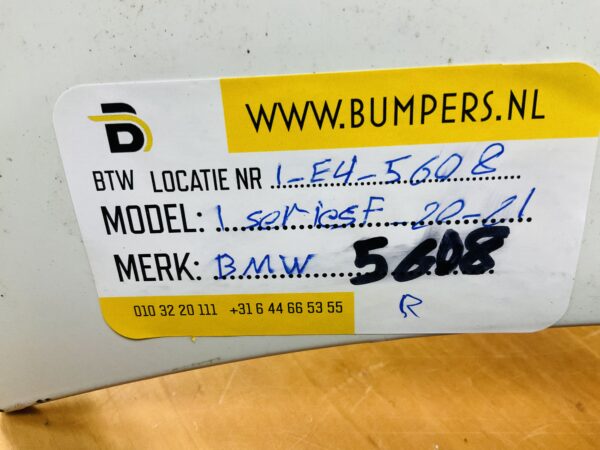 WWW.BUMPERS.NL
B
BTW LOCATIE NR 1-E4-5608
MODEL: 1 seriesF-20-21
MERK: BMW 5608
010 32 20 111 +31 6 44 66 53 55
R